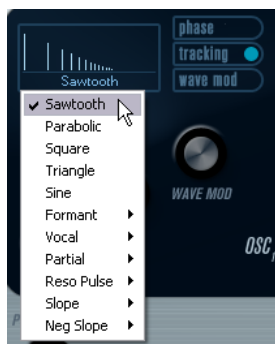 phase
tracking
wave mod
Sawtooth
Sawtooth
Parabolic
Square
Triangle
Sine
Formant
Vocal
Partial
Reso Pulse
Slope
Neg Slope
WAVE MOD
OSC
P